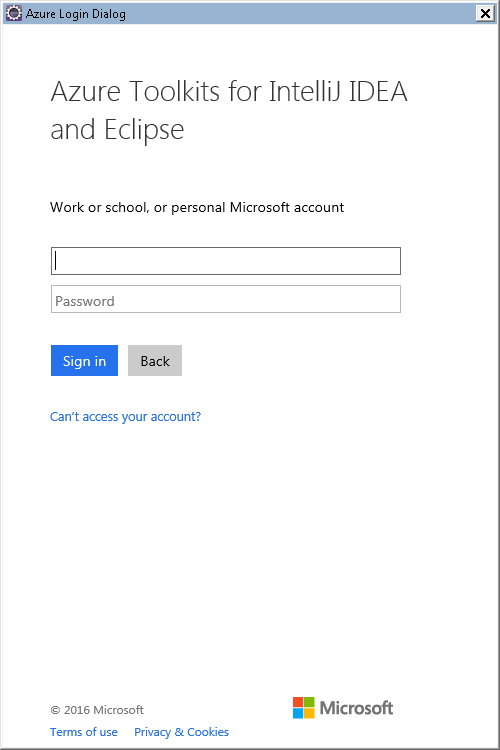 Azure Login Dialog
Azure Toolkits for IntelliJ IDEA
and Eclipse
Work or school, or personal Microsoft account
Password
Sign in Back
Can't access your account?
© 2016 Microsoft Microsoft
Terms of use Privacy & Cookies